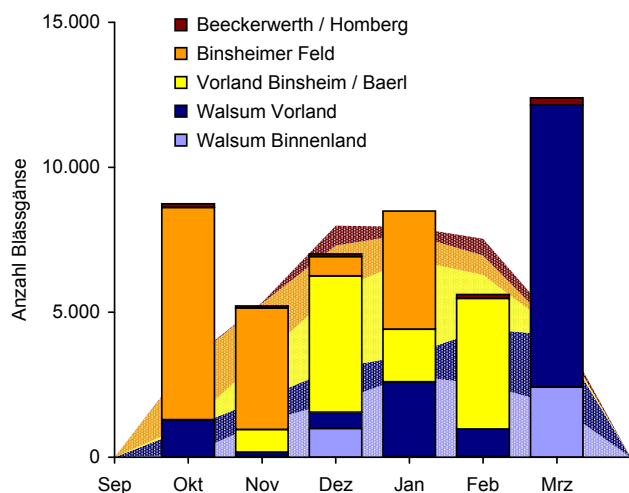 15.000
Beeckerwerth / Homberg
Binsheimer Feld
Vorland Binsheim / Baerl
Walsum Vorland
Walsum Binnenland
10.000
Anzahl Blässgänse
5.000
0
Sep Okt Nov Dez Jan Feb Mrz